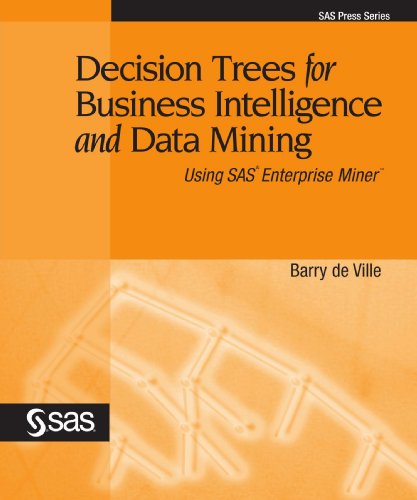 SAS Press Series
Decision Trees for
Business Intelligence
and Data Mining
Using SAS® Enterprise Miner™
Barry de Ville
sas.